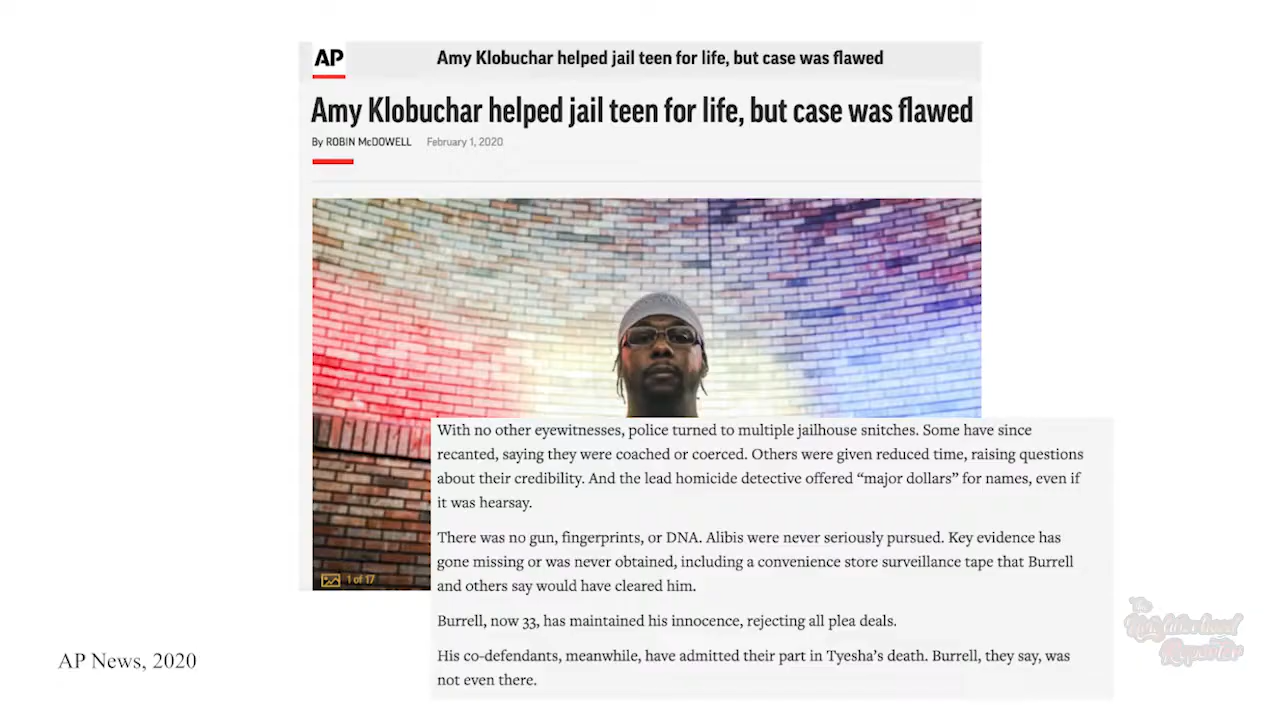 AP
Amy Klobuchar helped jail teen for life, but case was flawed
Amy Klobuchar helped jail teen for life, but case was flawed
By ROBIN McDOWELL February 1, 2020
With no other eyewitnesses, police turned to multiple jailhouse snitches. Some have since
recanted, saying they were coached or coerced. Others were given reduced time, raising questions
about their credibility. And the lead homicide detective offered “major dollars” for names, even if
it was hearsay.
There was no gun, fingerprints, or DNA. Alibis were never seriously pursued. Key evidence has
gone missing or was never obtained, including a convenience store surveillance tape that Burrell
and others say would have cleared him.
Burrell, now 33, has maintained his innocence, rejecting all plea deals.
His co-defendants, meanwhile, have admitted their part in Tyesha’s death. Burrell, they say, was
not even there.
1 of 17
AP News, 2020
The
Neighborhood
Reporter